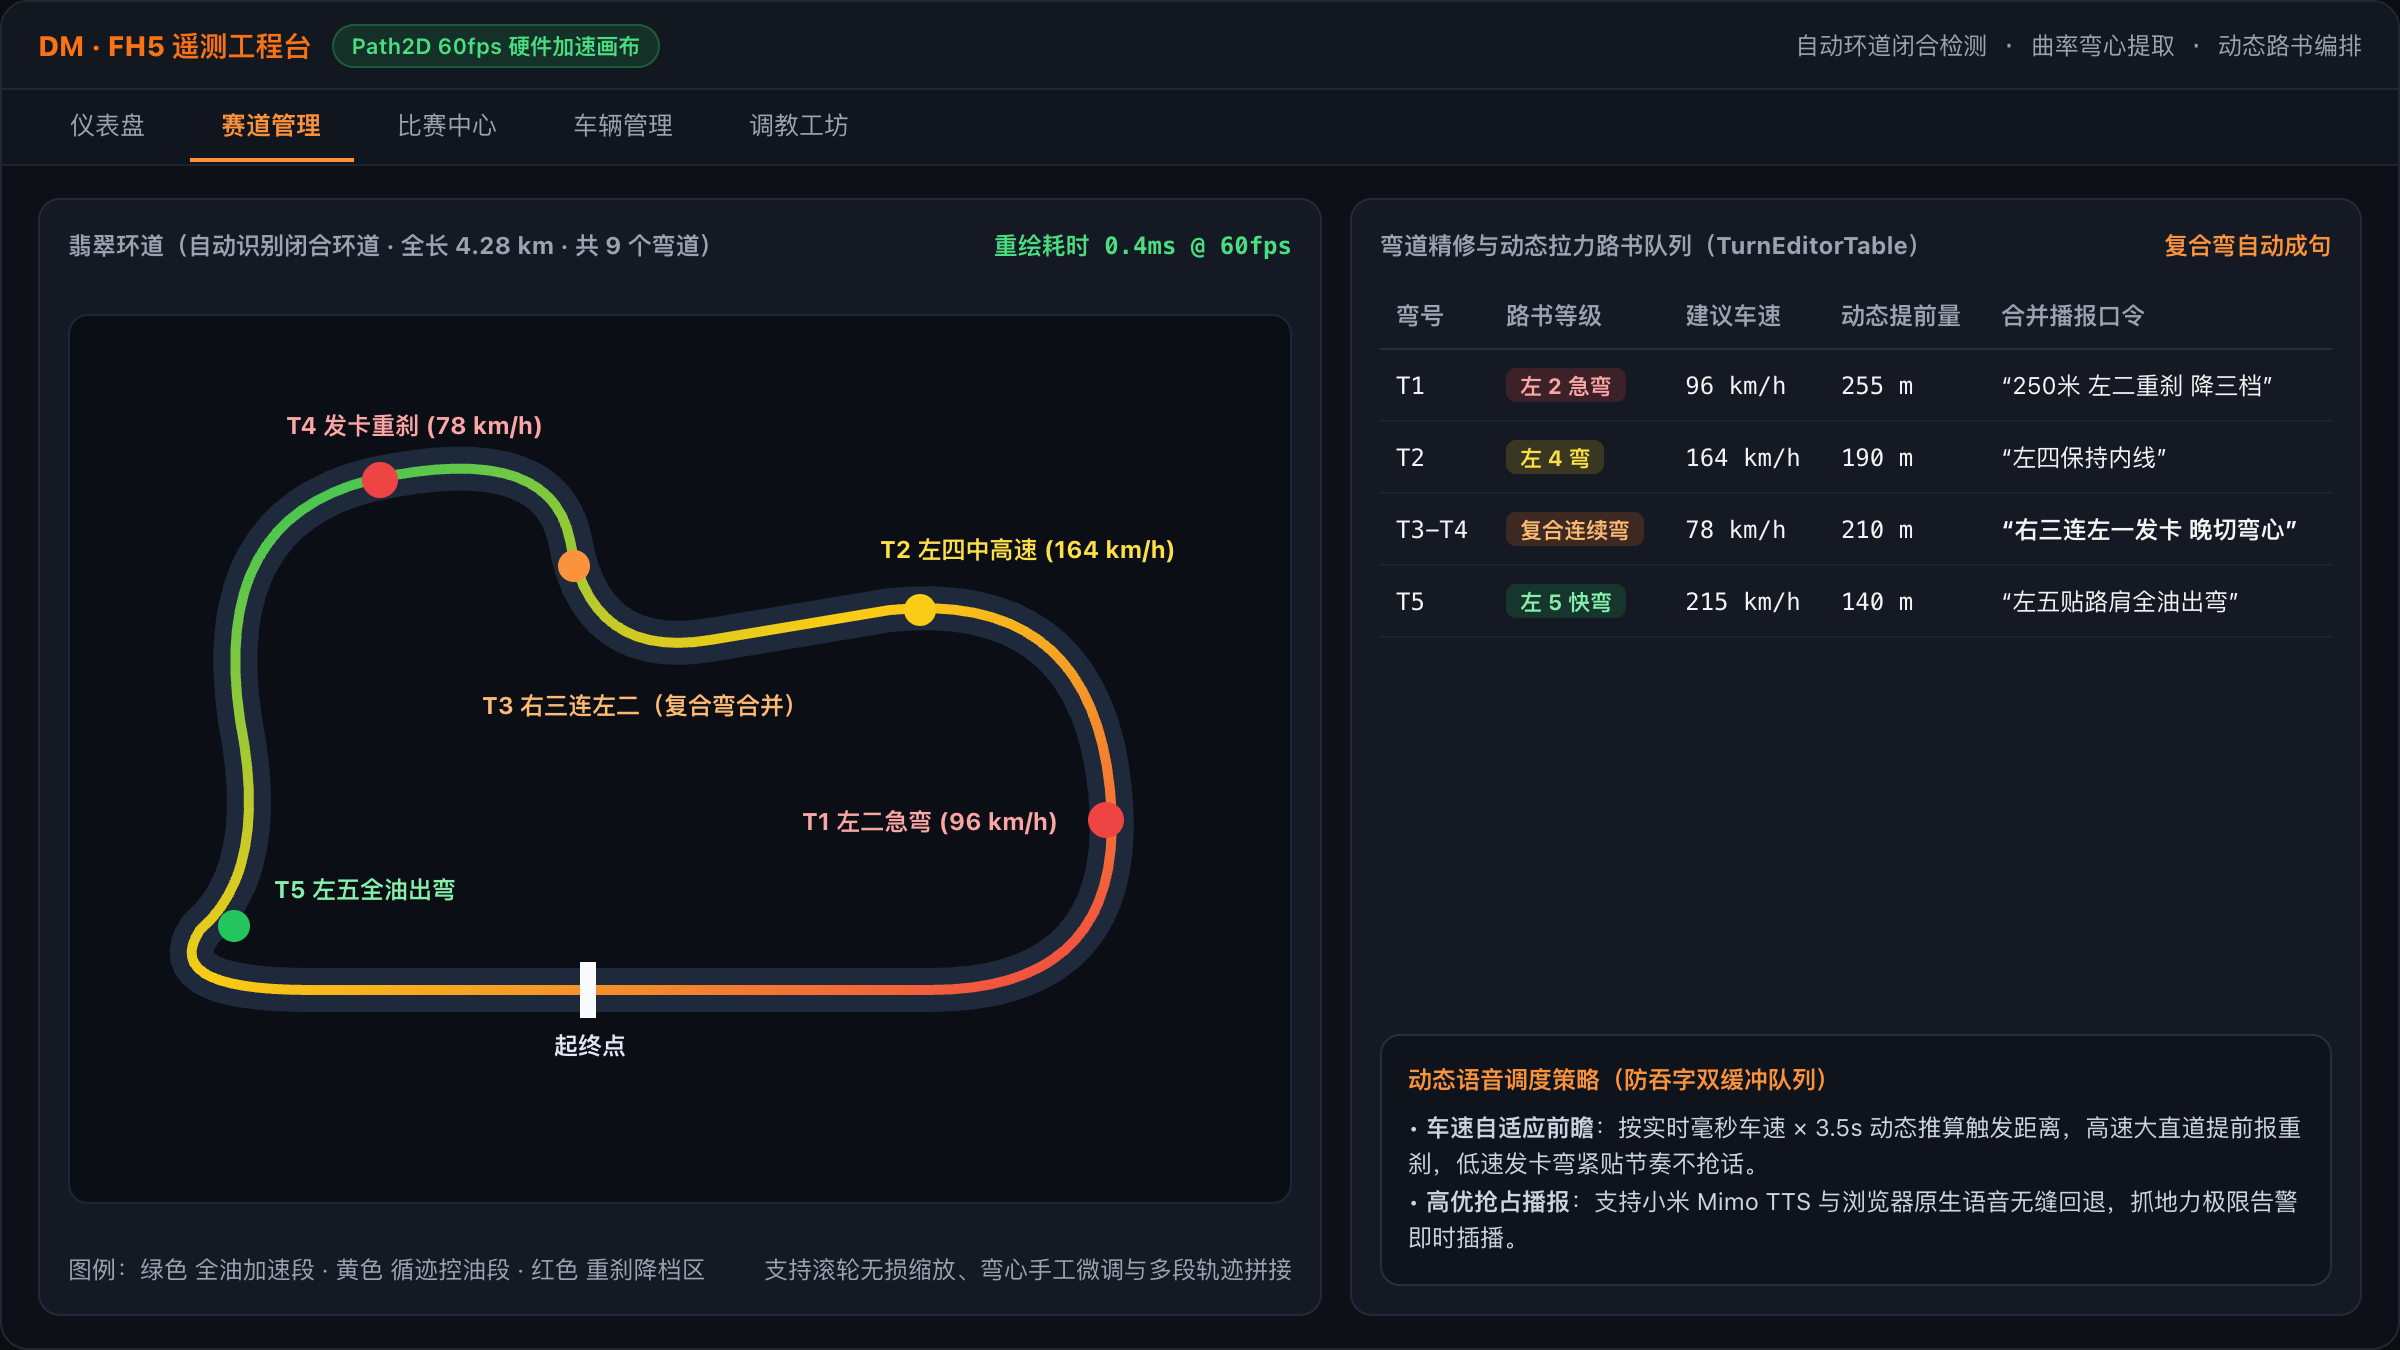 DM · FH5 遥测工程台
Path2D 60fps 硬件加速画布
自动环道闭合检测 · 曲率弯心提取 · 动态路书编排
仪表盘
赛道管理
比赛中心
车辆管理
调教工坊
翡翠环道（自动识别闭合环道 · 全长 4.28 km · 共 9 个弯道）
重绘耗时 0.4ms @ 60fps
T4 发卡重刹 (78 km/h)
T2 左四中高速 (164 km/h)
T3 右三连左二（复合弯合并）
T1 左二急弯 (96 km/h)
T5 左五全油出弯
起终点
图例：绿色 全油加速段 · 黄色 循迹控油段 · 红色 重刹降档区
支持滚轮无损缩放、弯心手工微调与多段轨迹拼接
弯道精修与动态拉力路书队列（TurnEditorTable）
复合弯自动成句
弯号 路书等级 建议车速 动态提前量 合并播报口令
T1 左 2 急弯 96 km/h 255 m “250米 左二重刹 降三档”
T2 左 4 弯 164 km/h 190 m “左四保持内线”
T3–T4 复合连续弯 78 km/h 210 m “右三连左一发卡 晚切弯心”
T5 左 5 快弯 215 km/h 140 m “左五贴路肩全油出弯”
动态语音调度策略（防吞字双缓冲队列）
• 车速自适应前瞻：按实时毫秒车速 × 3.5s 动态推算触发距离，高速大直道提前报重
刹，低速发卡弯紧贴节奏不抢话。
• 高优抢占播报：支持小米 Mimo TTS 与浏览器原生语音无缝回退，抓地力极限告警
即时插播。